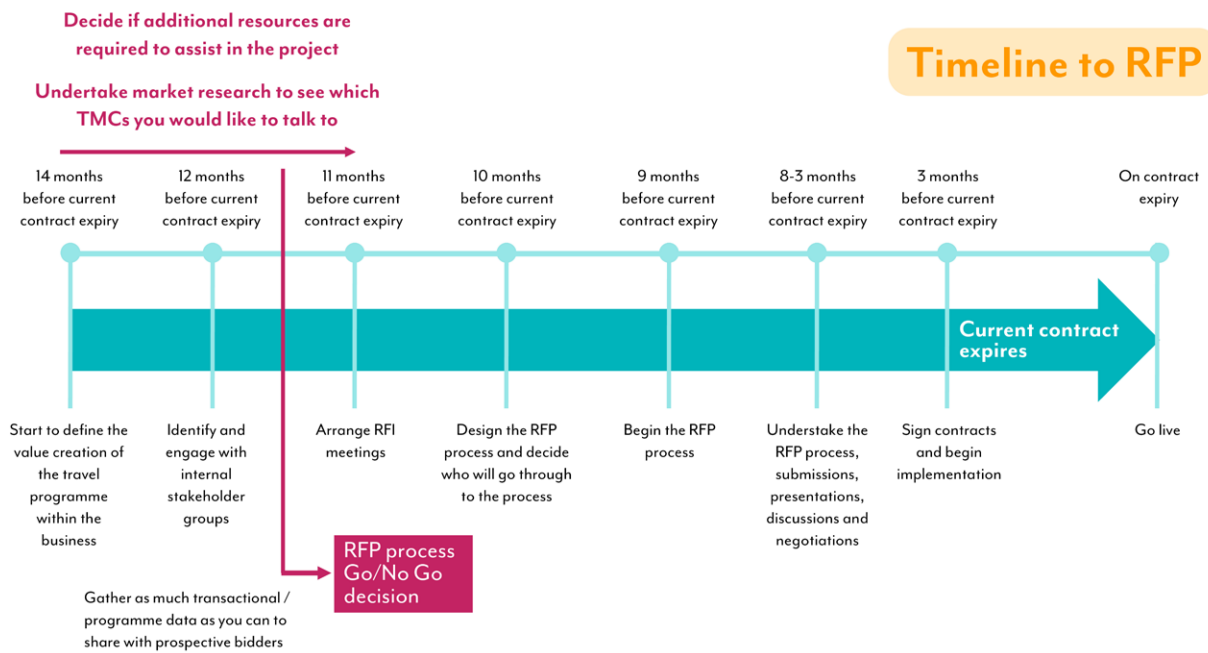 Decide if additional resources are
required to assist in the project
Timeline to RFP
Undertake market research to see which
TMCs you would like to talk to
14 months
before current
contract expiry
12 months
before current
contract expiry
11 months
before current
contract expiry
10 months
before current
contract expiry
9 months
before current
contract expiry
8-3 months
before current
contract expiry
3 months
before current
contract expiry
On contract
expiry
Current contract
expires
Start to define the
value creation of
the travel
programme
within the
business
Identify and
engage with
internal
stakeholder
groups
Arrange RFI
meetings
Design the RFP
process and decide
who will go through
to the process
Begin the RFP
process
Understake the
RFP process,
submissions,
presentations,
discussions and
negotiations
Sign contracts
and begin
implementation
Go live
RFP process
Go/No Go
decision
Gather as much transactional /
programme data as you can to
share with prospective bidders